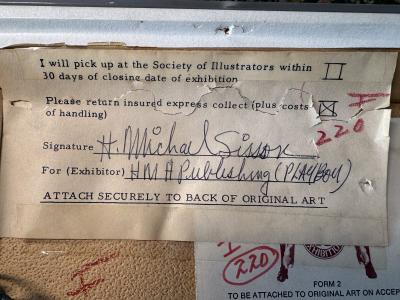 I will pick up at the Society of Illustrators within
30 days of closing date of exhibition
Please return insured express collect (plus costs
of handling)
I
220
Signature H. Michael Sisson
For (Exhibitor) HMH Publishing (PLAYBOY)
ATTACH SECURELY TO BACK OF ORIGINAL ART
I
220
EXHIBITION
FORM 2
TO BE ATTACHED TO ORIGINAL ART ON ACCEP